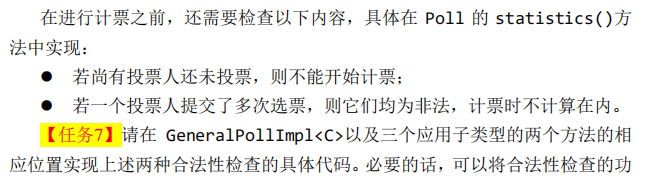 在进行计票之前，还需要检查以下内容，具体在 Poll 的 statistics()方
法中实现：
● 若尚有投票人还未投票，则不能开始计票；
● 若一个投票人提交了多次选票，则它们均为非法，计票时不计算在内。
【任务7】请在 GeneralPollImpl<C>以及三个应用子类型的两个方法的相
应位置实现上述两种合法性检查的具体代码。必要的话，可以将合法性检查的功